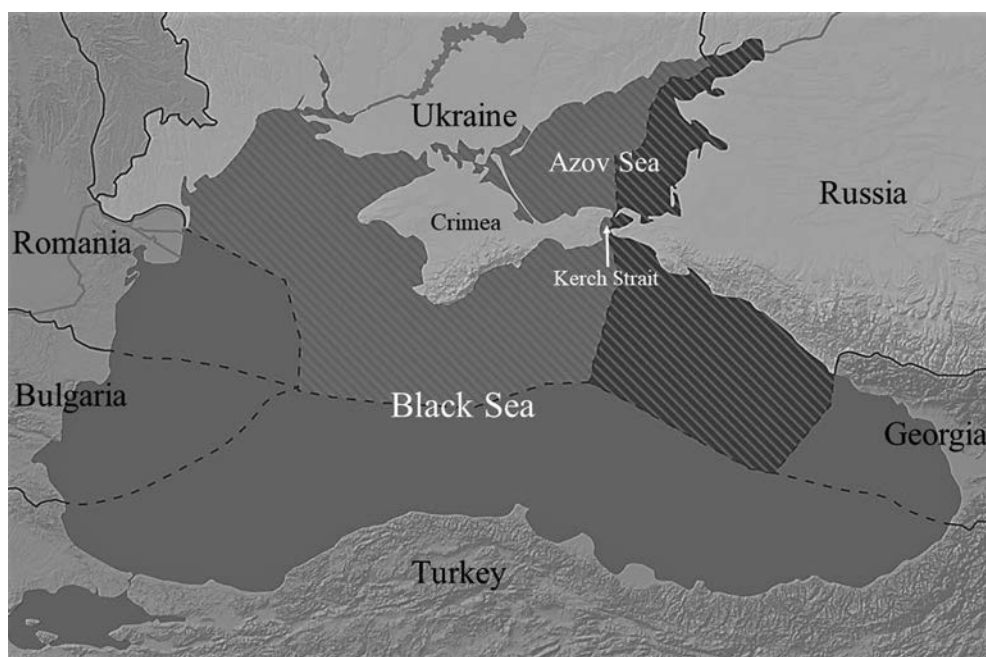 Ukraine
Azov Sea
Russia
Crimea
Romania
Kerch Strait
Bulgaria
Black Sea
Georgia
Turkey